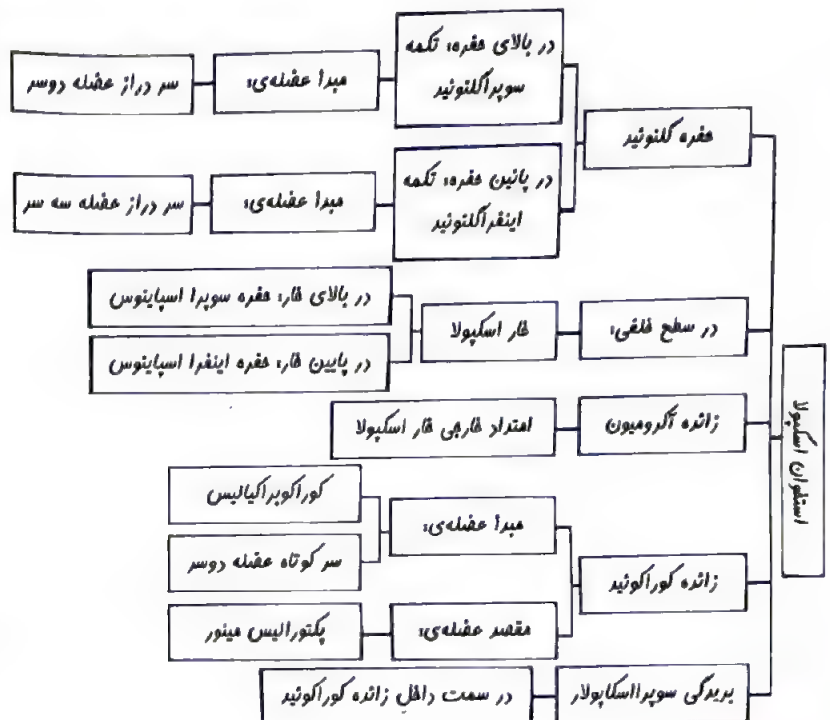 استخوان اسکپولا
حفره گلنوئید
در بالای حفره: تکمه
سوپراگلنوئید
مبدأ عضله‌ی:
سر دراز عضله دوسر
در پائین حفره: تکمه
اینفراگلنوئید
مبدأ عضله‌ی:
سر دراز عضله سه سر
در سطح خلفی:
خار اسکپولا
در بالای خار: حفره سوپرا اسپاینوس
در پایین خار: حفره اینفرا اسپاینوس
زائده آکرومیون
امتداد خارجی خار اسکپولا
زائده کوراکوئید
مبدأ عضله‌ی:
کوراکوبراکیالیس
سر کوتاه عضله دوسر
مقصد عضله‌ی:
پکتورالیس مینور
بریدگی سوپرااسکاپولار
در سمت داخل زائده کوراکوئید